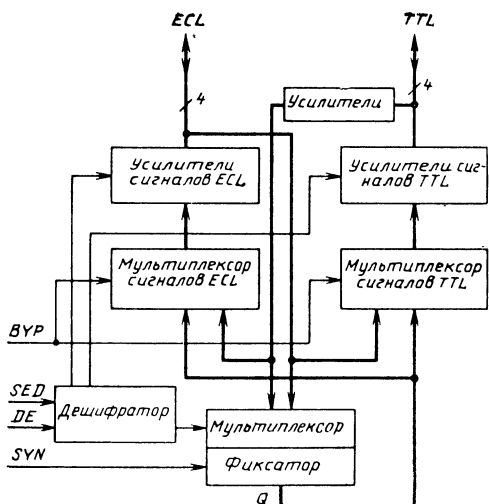 ECL
TTL
4
4
Усилители
Усилители
сигналов ECL
Усилители сиг-
налов TTL
Мультиплексор
сигналов ECL
Мультиплексор
сигналов TTL
BYP
SED
DE
Дешифратор
SYN
Мультиплексор
Фиксатор
Q